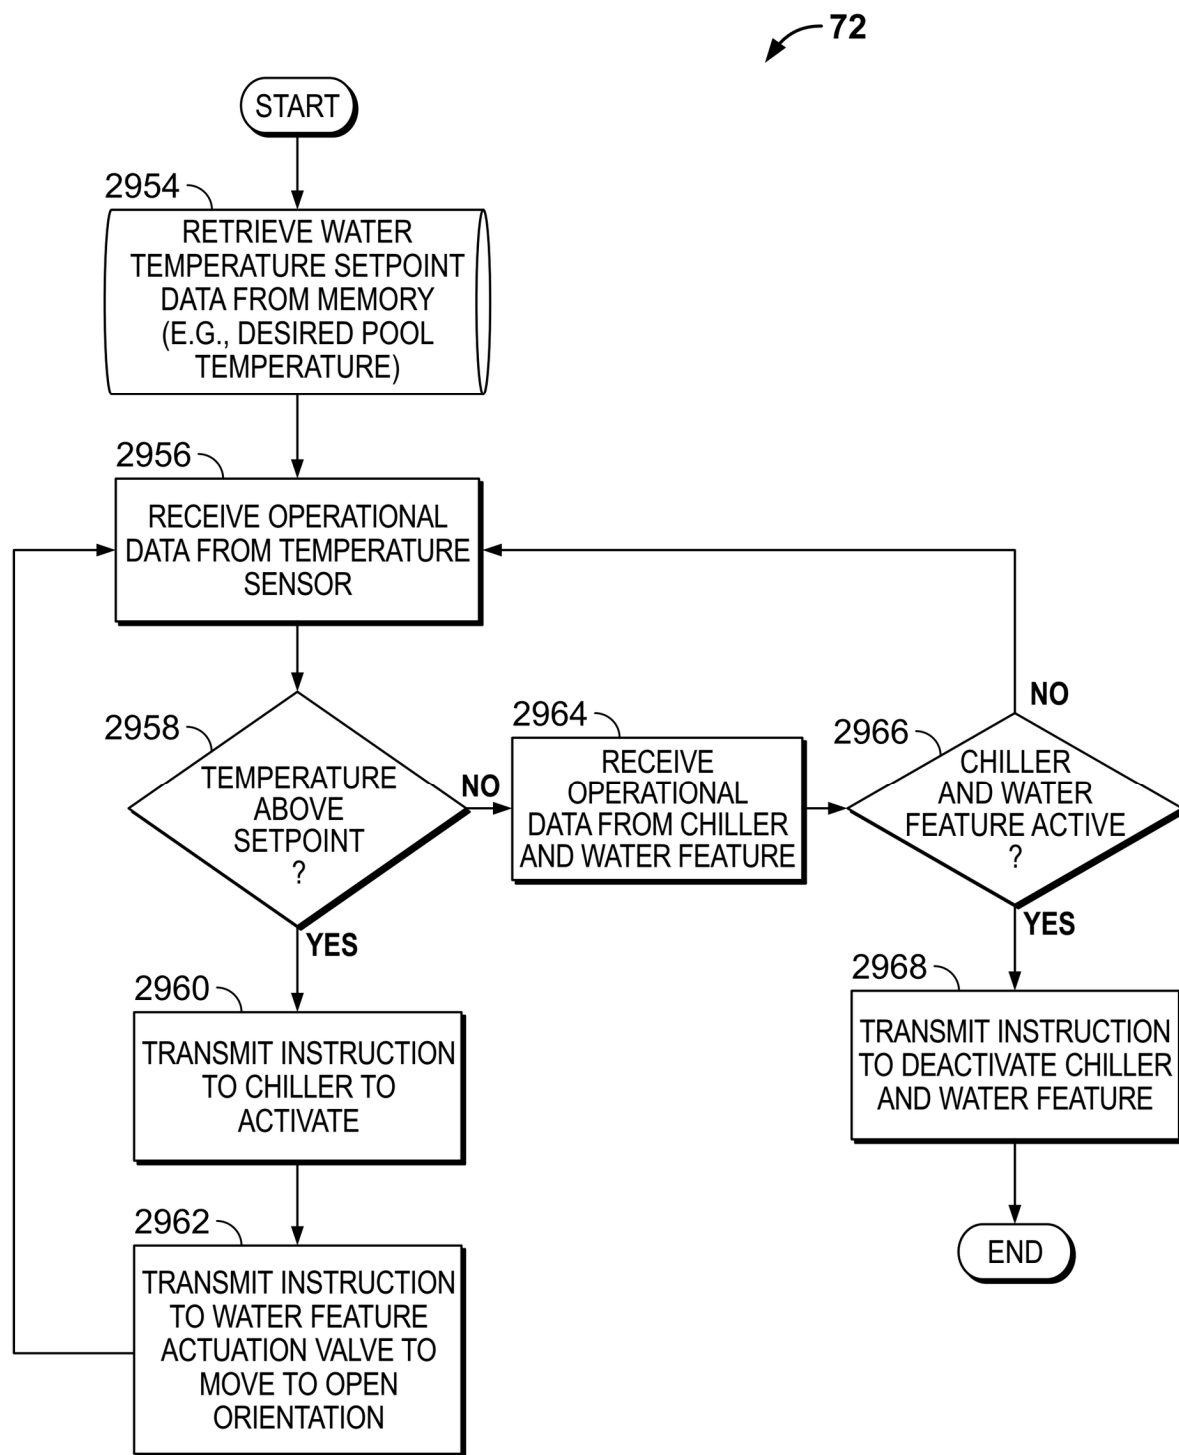 72
START
2954
RETRIEVE WATER
TEMPERATURE SETPOINT
DATA FROM MEMORY
(E.G., DESIRED POOL
TEMPERATURE)
2956
RECEIVE OPERATIONAL
DATA FROM TEMPERATURE
SENSOR
2958
TEMPERATURE
ABOVE
SETPOINT
?
NO
YES
2964
RECEIVE
OPERATIONAL
DATA FROM CHILLER
AND WATER FEATURE
2966
CHILLER
AND WATER
FEATURE ACTIVE
?
NO
YES
2960
TRANSMIT INSTRUCTION
TO CHILLER TO
ACTIVATE
2968
TRANSMIT INSTRUCTION
TO DEACTIVATE CHILLER
AND WATER FEATURE
2962
TRANSMIT INSTRUCTION
TO WATER FEATURE
ACTUATION VALVE TO
MOVE TO OPEN
ORIENTATION
END